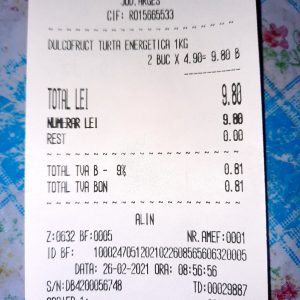 JUD. ARGES
CIF: RO15665533
DULCOFRUCT TURTA ENERGETICA 1KG
2 BUC X 4.90= 9.80 B
TOTAL LEI 9.80
NUMERAR LEI 9.80
REST 0.00
TOTAL TVA B - 9% 0.81
TOTAL TVA BON 0.81
ALIN
Z:0632 BF:0005 NR.AMEF:0001
ID BF: 10002470512021022608565606320005
DATA: 26-02-2021 ORA: 08:56:56
S/N:DB4200056748 TD:00029887